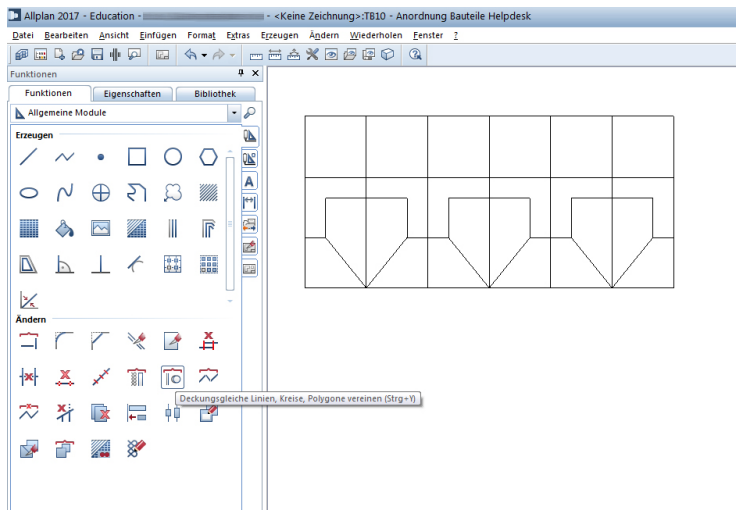 Allplan 2017 - Education - - <Keine Zeichnung>:TB10 - Anordnung Bauteile Helpdesk
Datei Bearbeiten Ansicht Einfügen Format Extras Erzeugen Ändern Wiederholen Fenster ?
Funktionen
Funktionen Eigenschaften Bibliothek
Allgemeine Module
Erzeugen
A
Ändern
Deckungsgleiche Linien, Kreise, Polygone vereinen (Strg+Y)